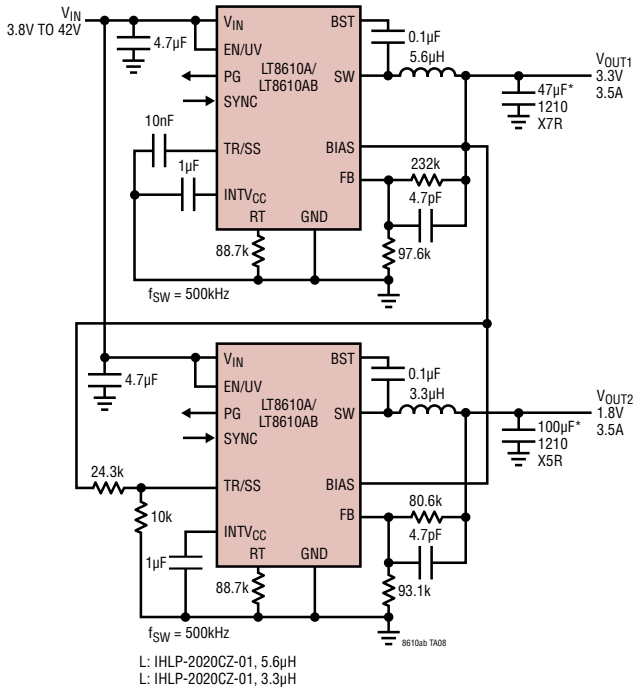 VIN
3.8V TO 42V
4.7µF
VIN
EN/UV
PG
SYNC
TR/SS
INTVCC
RT
GND
LT8610A/
LT8610AB
BST
SW
BIAS
FB
0.1µF
5.6µH
VOUT1
3.3V
3.5A
47µF*
1210
X7R
10nF
1µF
232k
4.7pF
88.7k
97.6k
fSW = 500kHz
4.7µF
VIN
EN/UV
PG
SYNC
TR/SS
INTVCC
RT
GND
LT8610A/
LT8610AB
BST
SW
BIAS
FB
0.1µF
3.3µH
VOUT2
1.8V
3.5A
100µF*
1210
X5R
24.3k
10k
1µF
80.6k
4.7pF
88.7k
93.1k
fSW = 500kHz
8610ab TA08
L: IHLP-2020CZ-01, 5.6µH
L: IHLP-2020CZ-01, 3.3µH